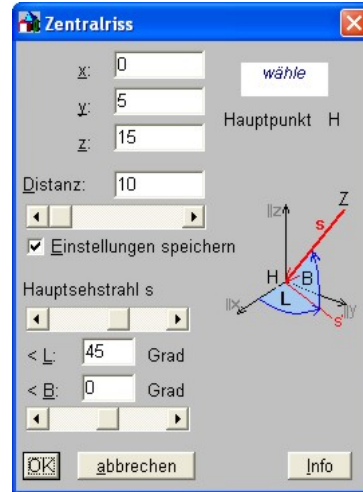 Zentralriss
x: 0
wähle
y: 5
Hauptpunkt H
z: 15
Distanz: 10
Einstellungen speichern
Hauptsehstrahl s
< L: 45 Grad
< B: 0 Grad
||z
Z
s
H
B
L
||x
||y
s
OK
abbrechen
Info